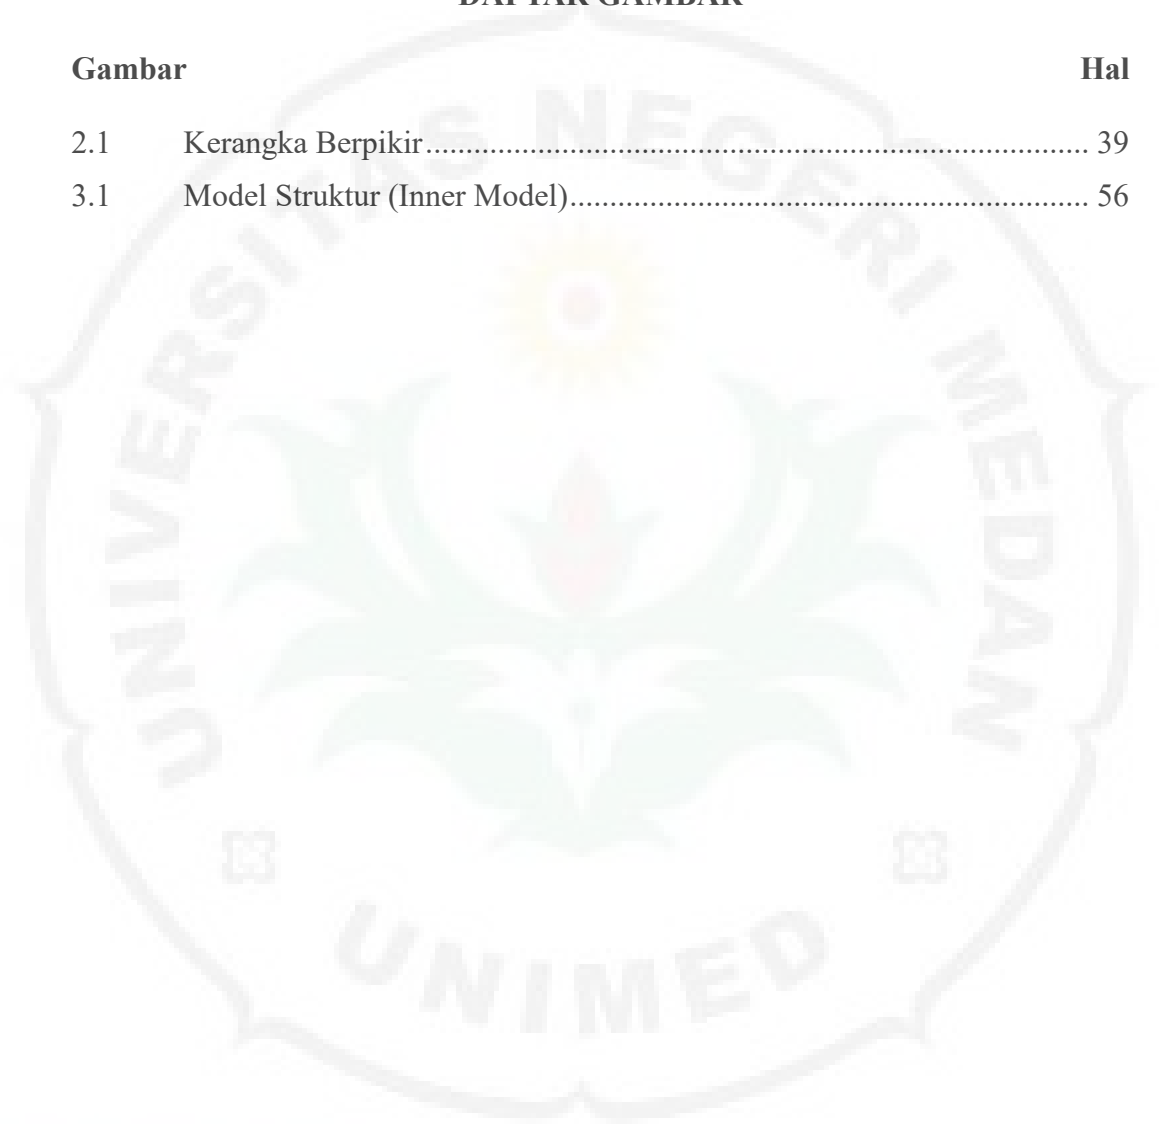 DAFTAR GAMBAR
Gambar Hal
2.1 Kerangka Berpikir.................................................................................. 39
3.1 Model Struktur (Inner Model)................................................................ 56
UNIVERSITAS NEGERI MEDAN
UNIMED